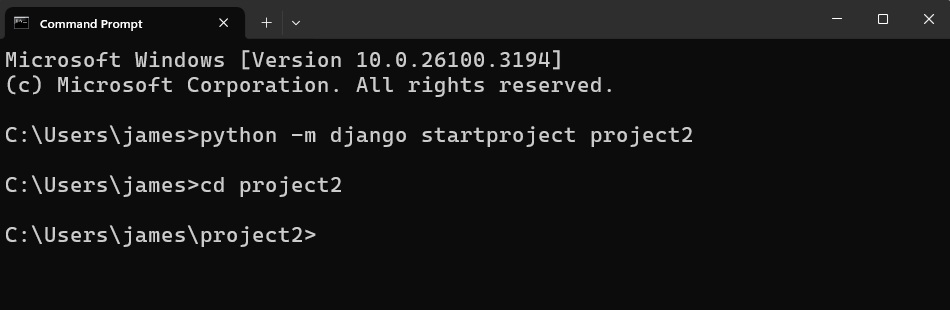 Command Prompt
Microsoft Windows [Version 10.0.26100.3194]
(c) Microsoft Corporation. All rights reserved.
C:\Users\james>python -m django startproject project2
C:\Users\james>cd project2
C:\Users\james\project2>